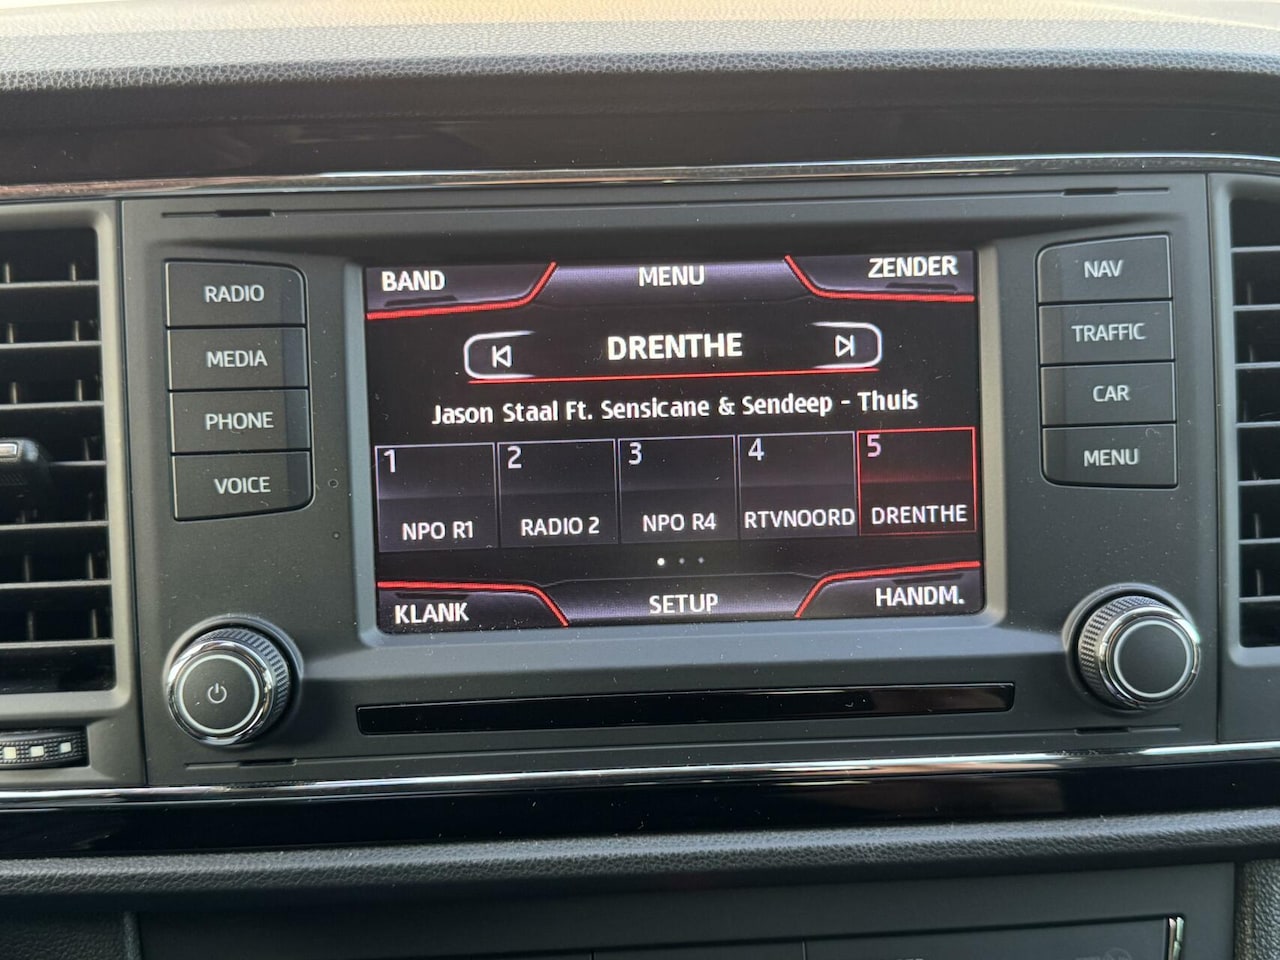 BAND MENU ZENDER
RADIO
MEDIA
PHONE
VOICE
DRENTHE
Jason Staal Ft. Sensicane & Sendeep - Thuis
1 2 3 4 5
NPO R1 RADIO 2 NPO R4 RTVNOORD DRENTHE
KLANK SETUP HANDM.
NAV
TRAFFIC
CAR
MENU